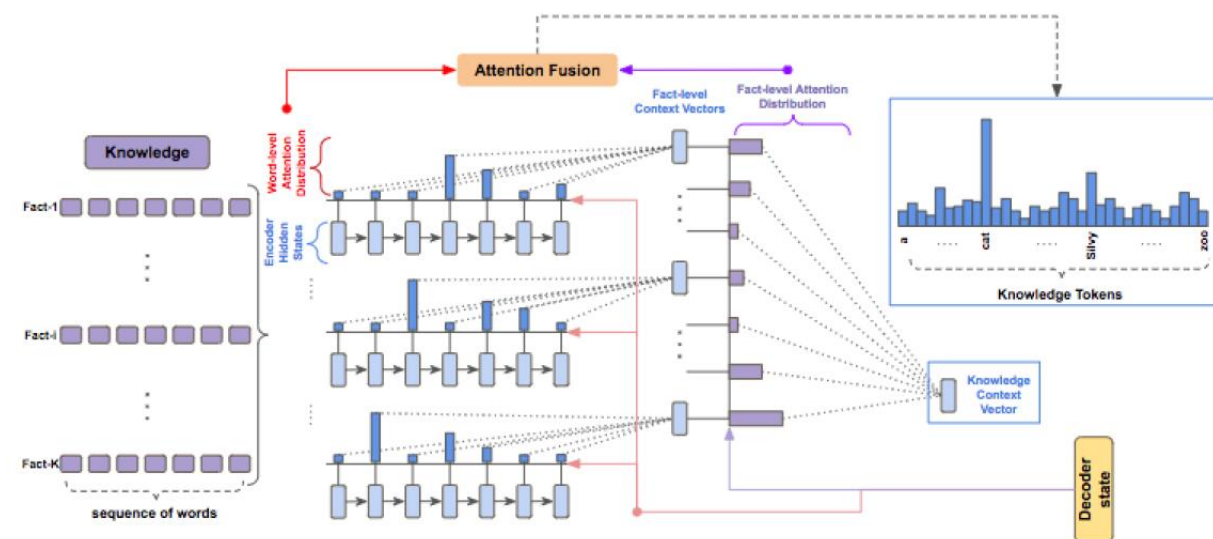 Attention Fusion
Fact-level
Context Vectors
Fact-level Attention
Distribution
Knowledge
Word-level
Attention
Distribution
Fact-1
Encoder
Hidden
States
a
.....
cat
.....
Silvy
.....
zoo
Knowledge Tokens
Fact-i
Knowledge
Context
Vector
Fact-K
sequence of words
Decoder
state